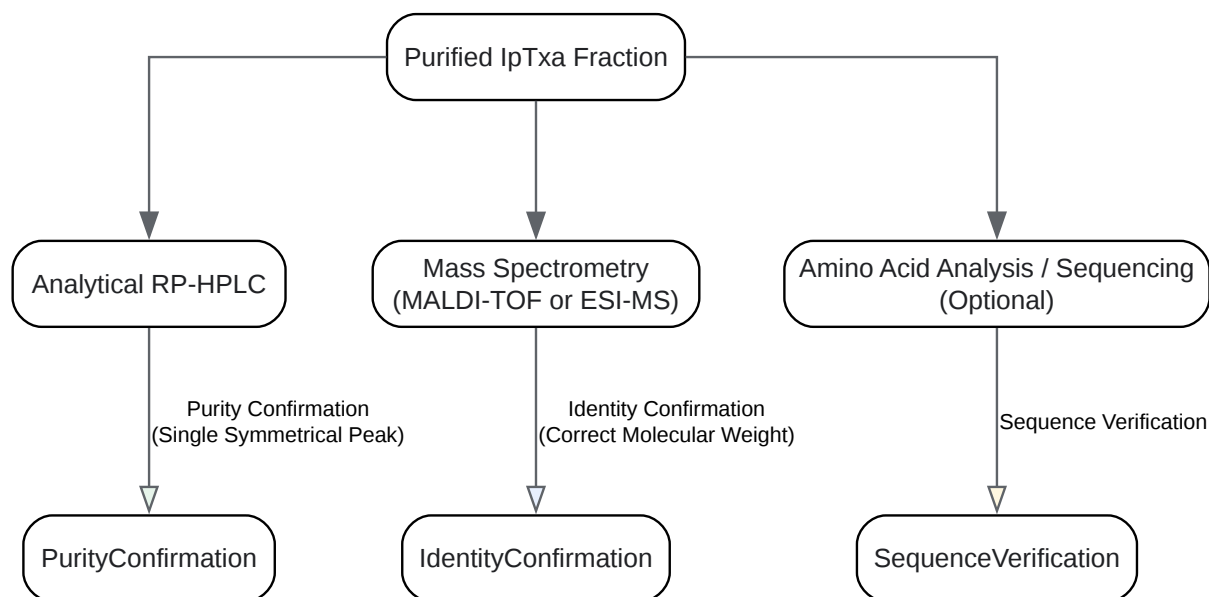 Purified IpTxa Fraction
Analytical RP-HPLC
Mass Spectrometry
(MALDI-TOF or ESI-MS)
Amino Acid Analysis / Sequencing
(Optional)
Purity Confirmation
(Single Symmetrical Peak)
Identity Confirmation
(Correct Molecular Weight)
Sequence Verification
PurityConfirmation
IdentityConfirmation
SequenceVerification